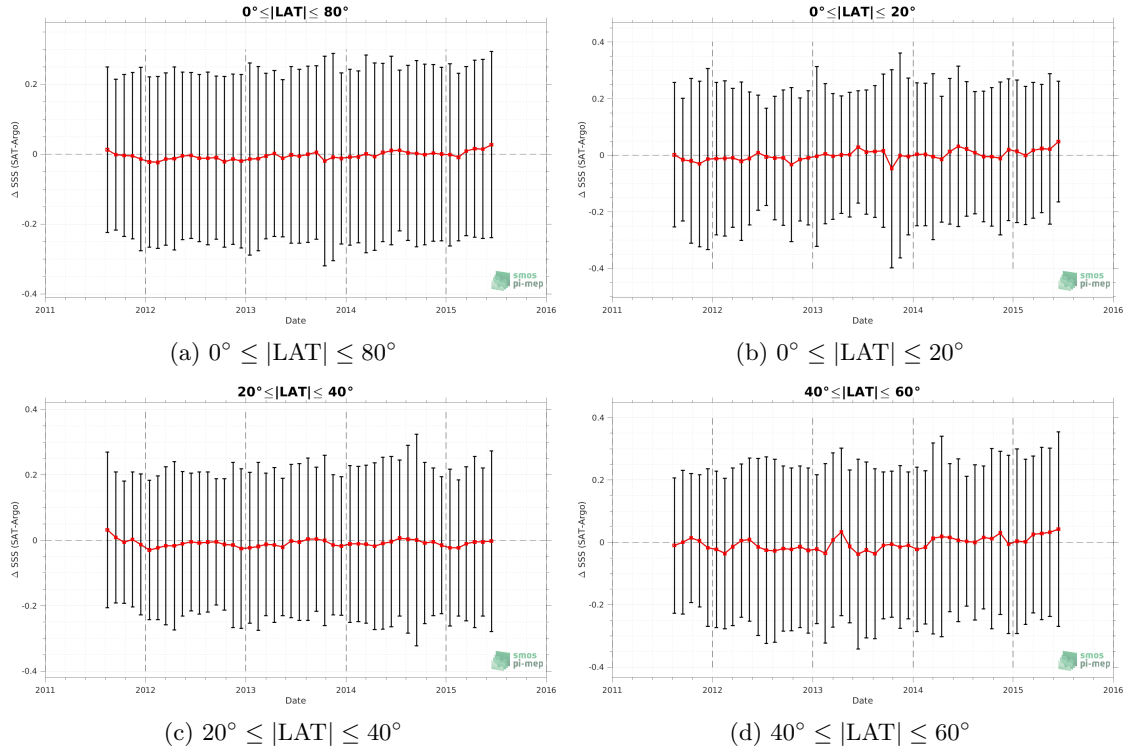 0°≤|LAT|≤ 80°
Δ SSS (SAT-Argo)
0.2
0
-0.2
-0.4
2011 2012 2013 2014 2015 2016
Date
smos
pi-mep
(a) 0° ≤ |LAT| ≤ 80°
0°≤|LAT|≤ 20°
Δ SSS (SAT-Argo)
0.4
0.2
0
-0.2
-0.4
2011 2012 2013 2014 2015 2016
Date
smos
pi-mep
(b) 0° ≤ |LAT| ≤ 20°
20°≤|LAT|≤ 40°
Δ SSS (SAT-Argo)
0.4
0.2
0
-0.2
-0.4
2011 2012 2013 2014 2015 2016
Date
smos
pi-mep
(c) 20° ≤ |LAT| ≤ 40°
40°≤|LAT|≤ 60°
Δ SSS (SAT-Argo)
0.4
0.2
0
-0.2
-0.4
2011 2012 2013 2014 2015 2016
Date
smos
pi-mep
(d) 40° ≤ |LAT| ≤ 60°